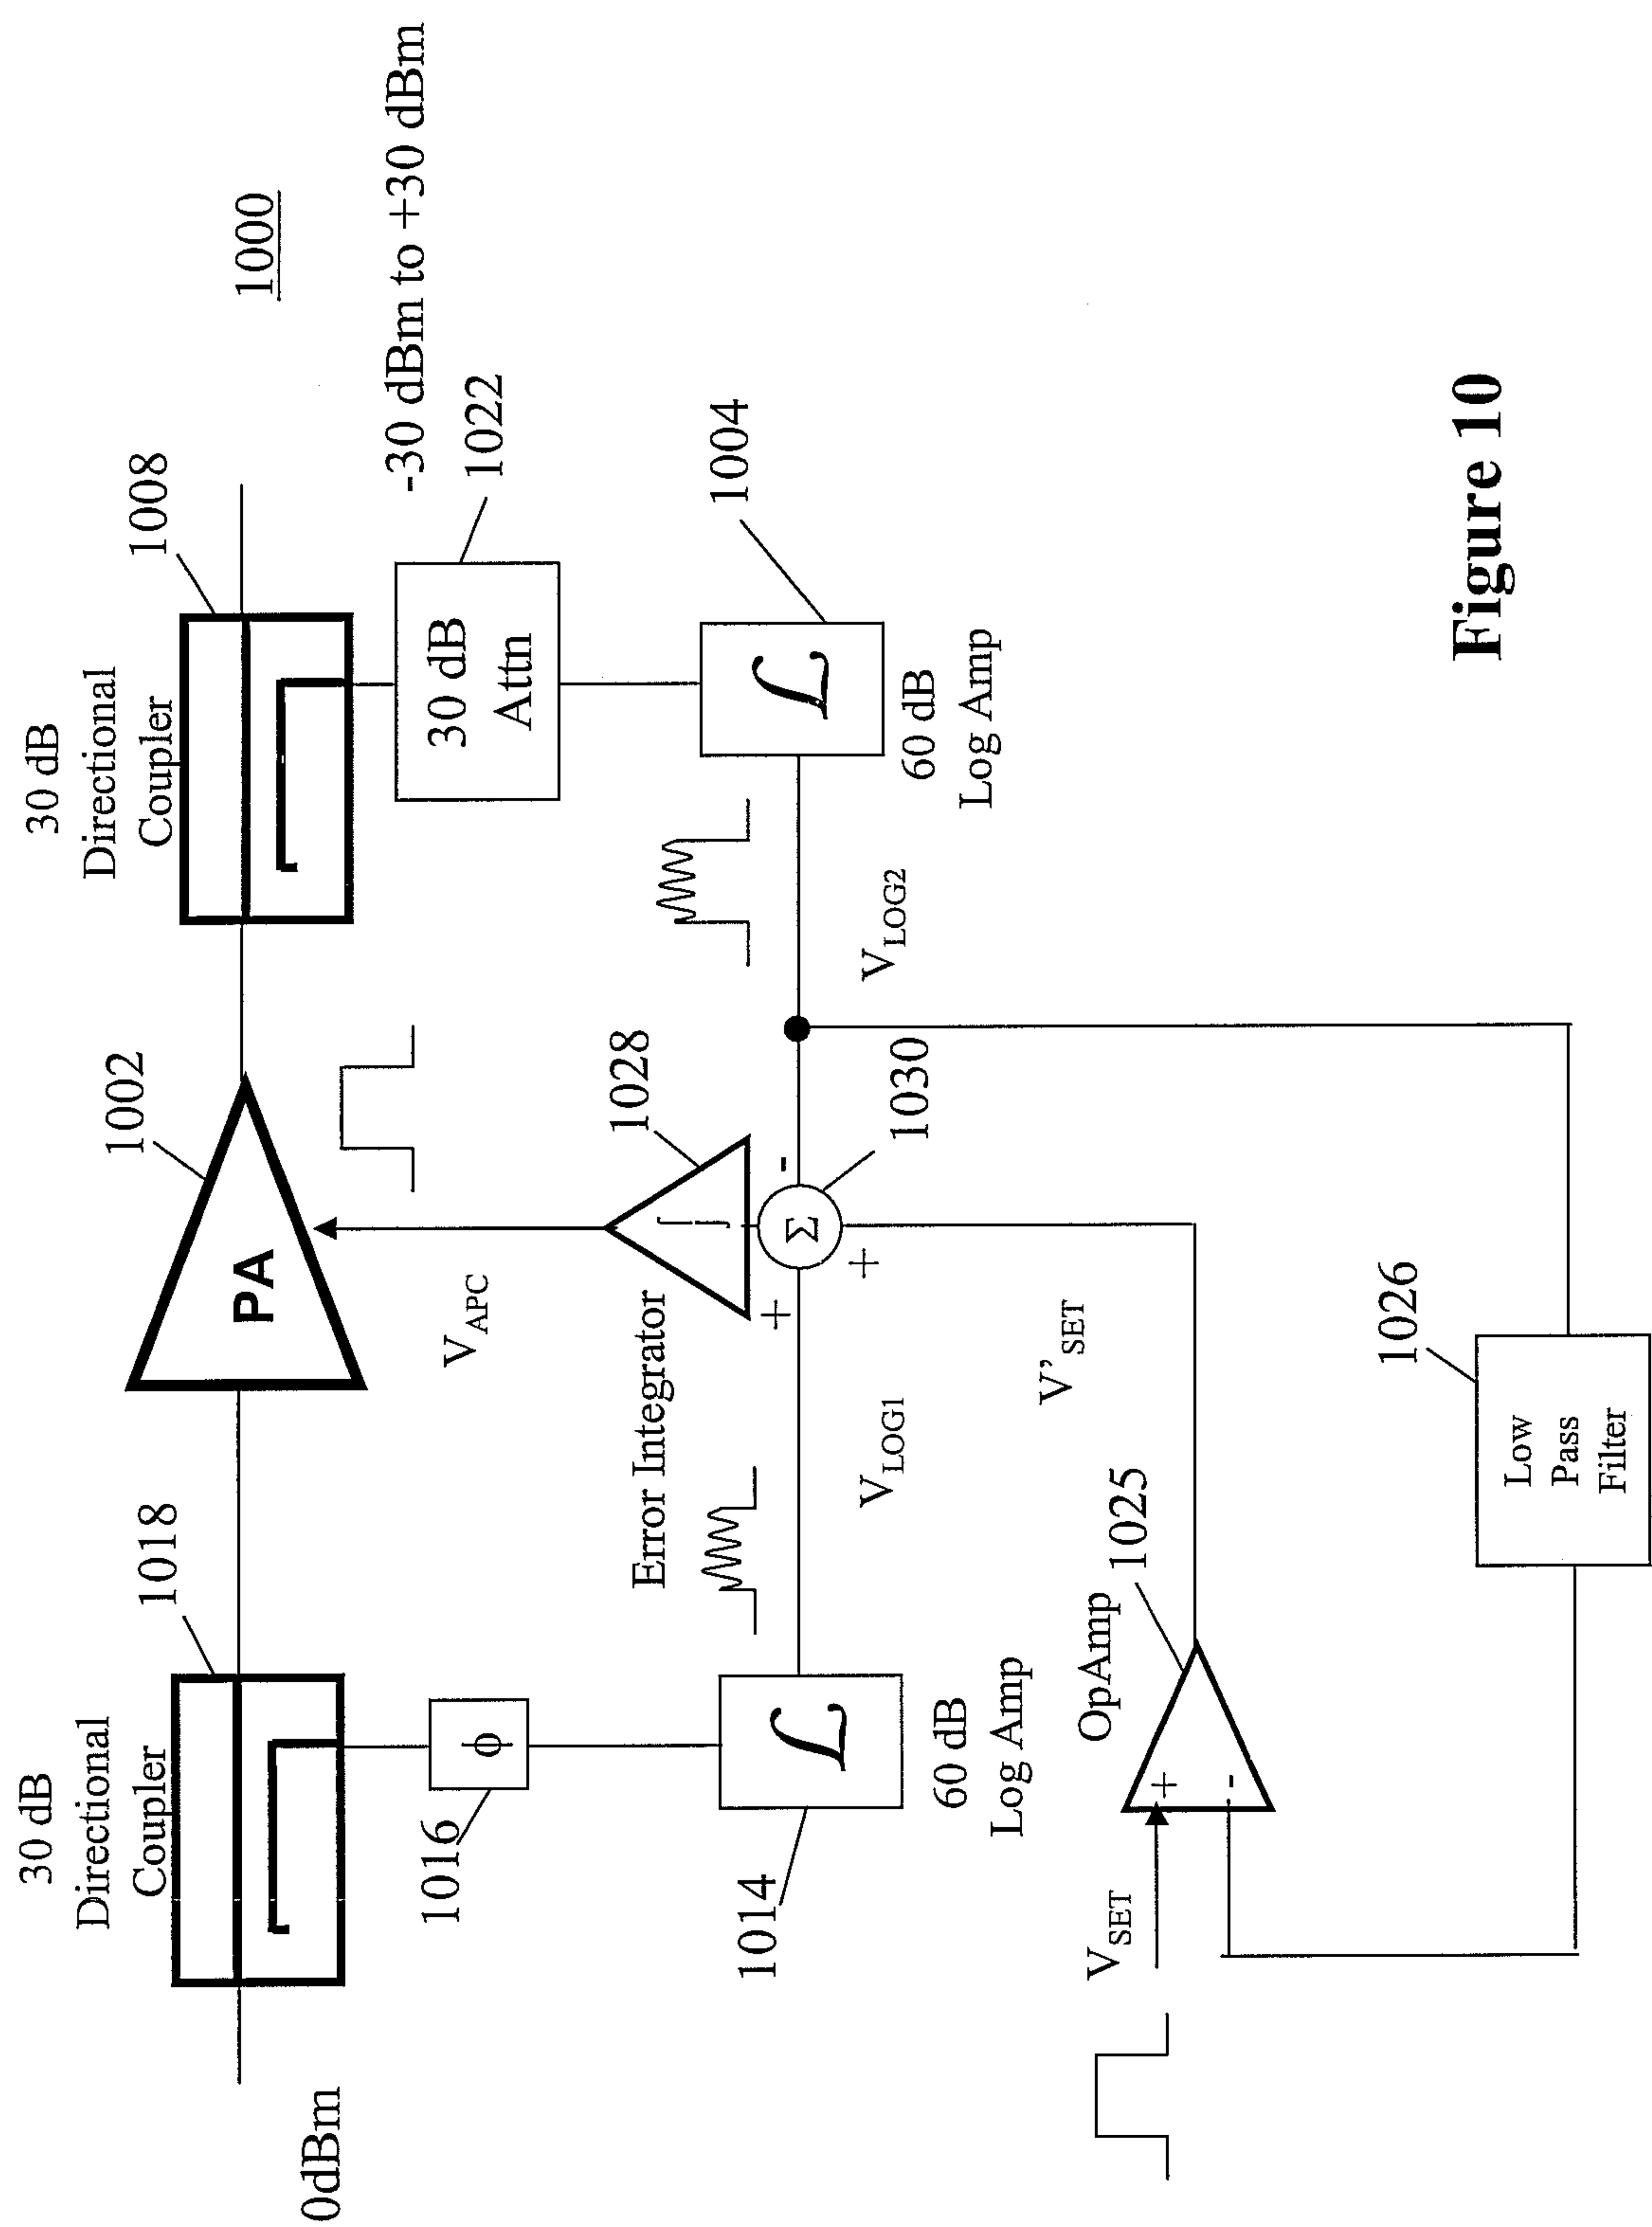 1000
30 dB
Directional
Coupler
1018
1002
PA
30 dB
Directional
Coupler
1008
0dBm
1016
ϕ
V_APC
-30 dBm to +30 dBm
30 dB
Attn
1022
Error Integrator
∫
1028
1014
ℒ
60 dB
Log Amp
V_LOG1
+
Σ
-
+
1030
V_LOG2
ℒ
1004
60 dB
Log Amp
V_SET
+
-
OpAmp
1025
V'_SET
Low
Pass
Filter
1026
Figure 10